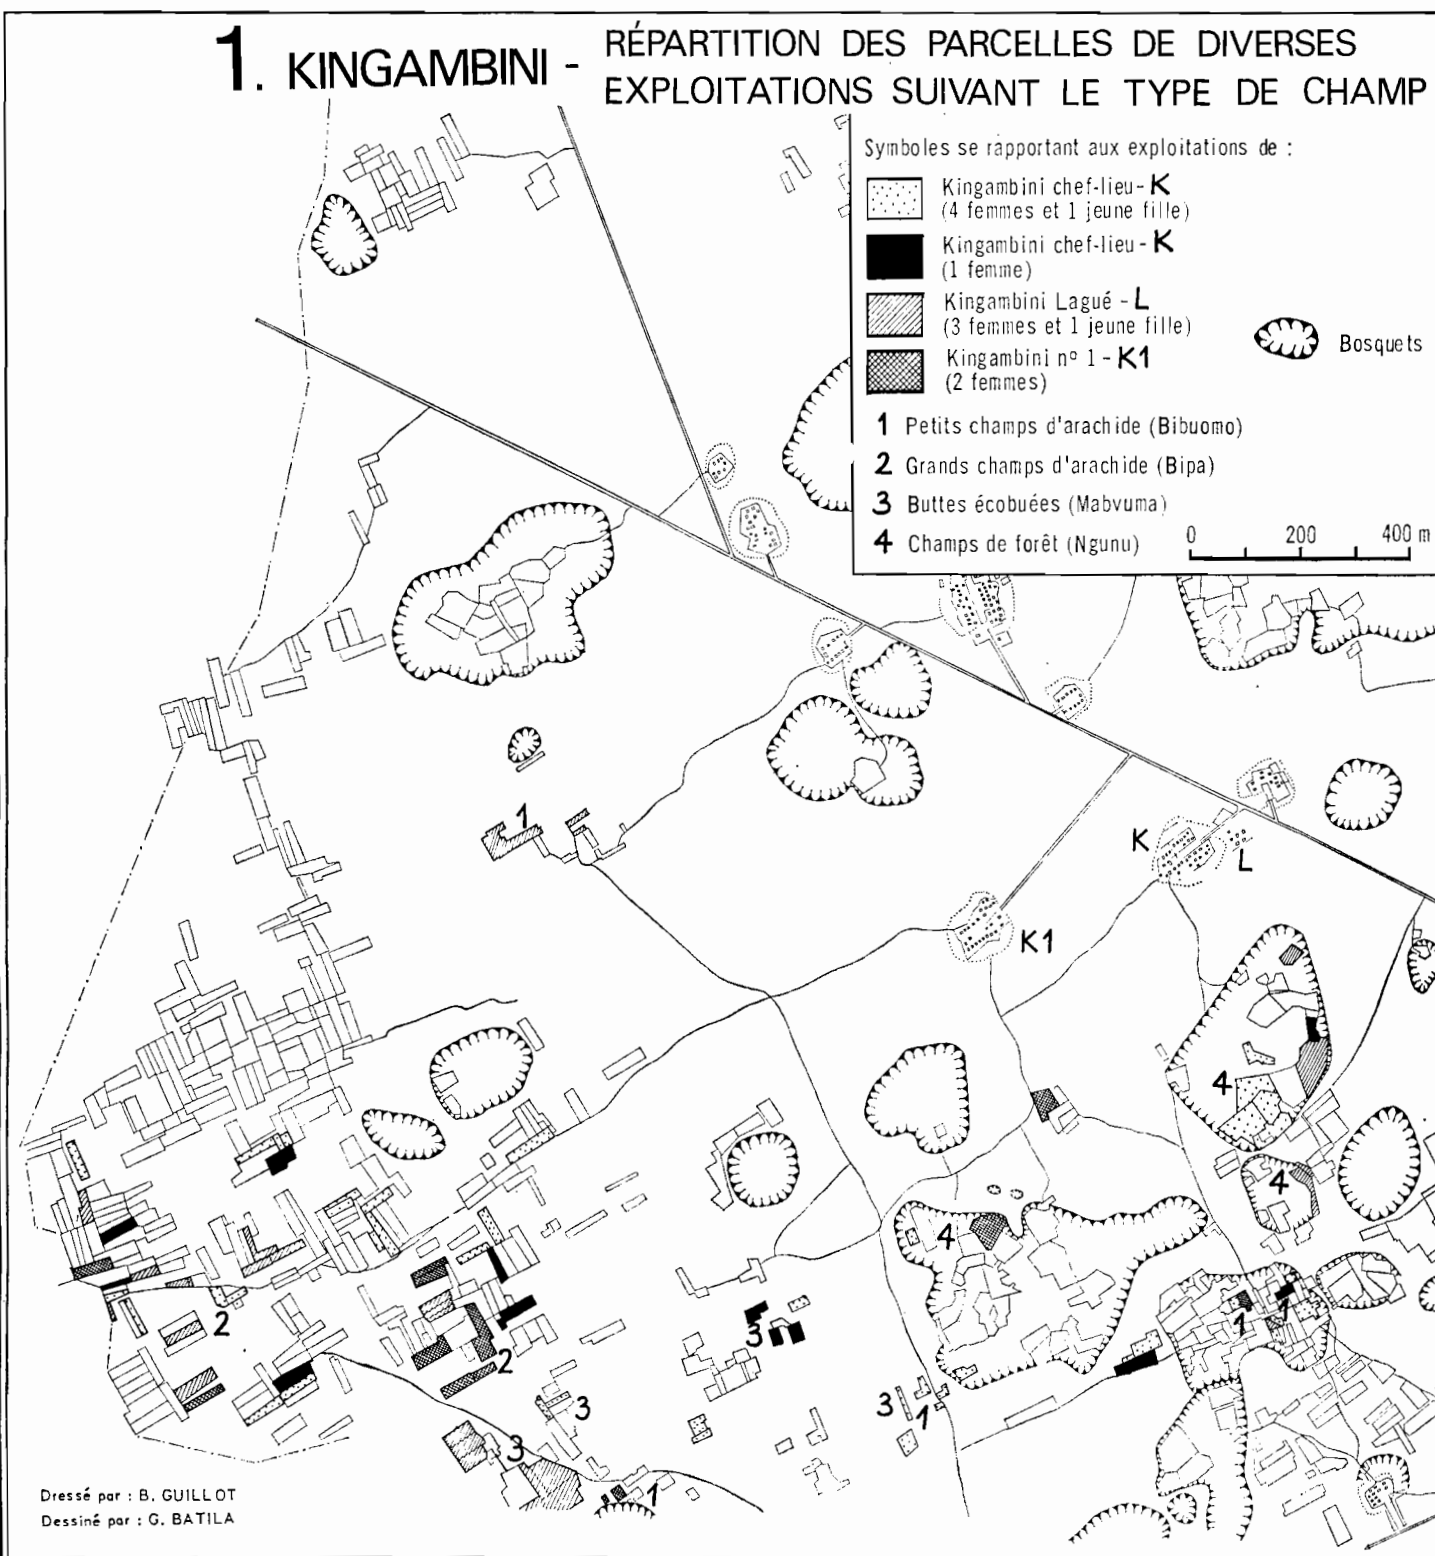 1. KINGAMBINI - RÉPARTITION DES PARCELLES DE DIVERSES
EXPLOITATIONS SUIVANT LE TYPE DE CHAMP
Symboles se rapportant aux exploitations de :
Kingambini chef-lieu - K
(4 femmes et 1 jeune fille)
Kingambini chef-lieu - K
(1 femme)
Kingambini Lagué - L
(3 femmes et 1 jeune fille)
Kingambini nº 1 - K1
(2 femmes)
Bosquets
1 Petits champs d'arachide (Bibuomo)
2 Grands champs d'arachide (Bipa)
3 Buttes écobuées (Mabvuma)
4 Champs de forêt (Ngunu)
0 200 400 m
1
K
L
K1
4
4
4
2
3
1
1
2
3
3
1
3
1
Dressé par : B. GUILLOT
Dessiné par : G. BATILA